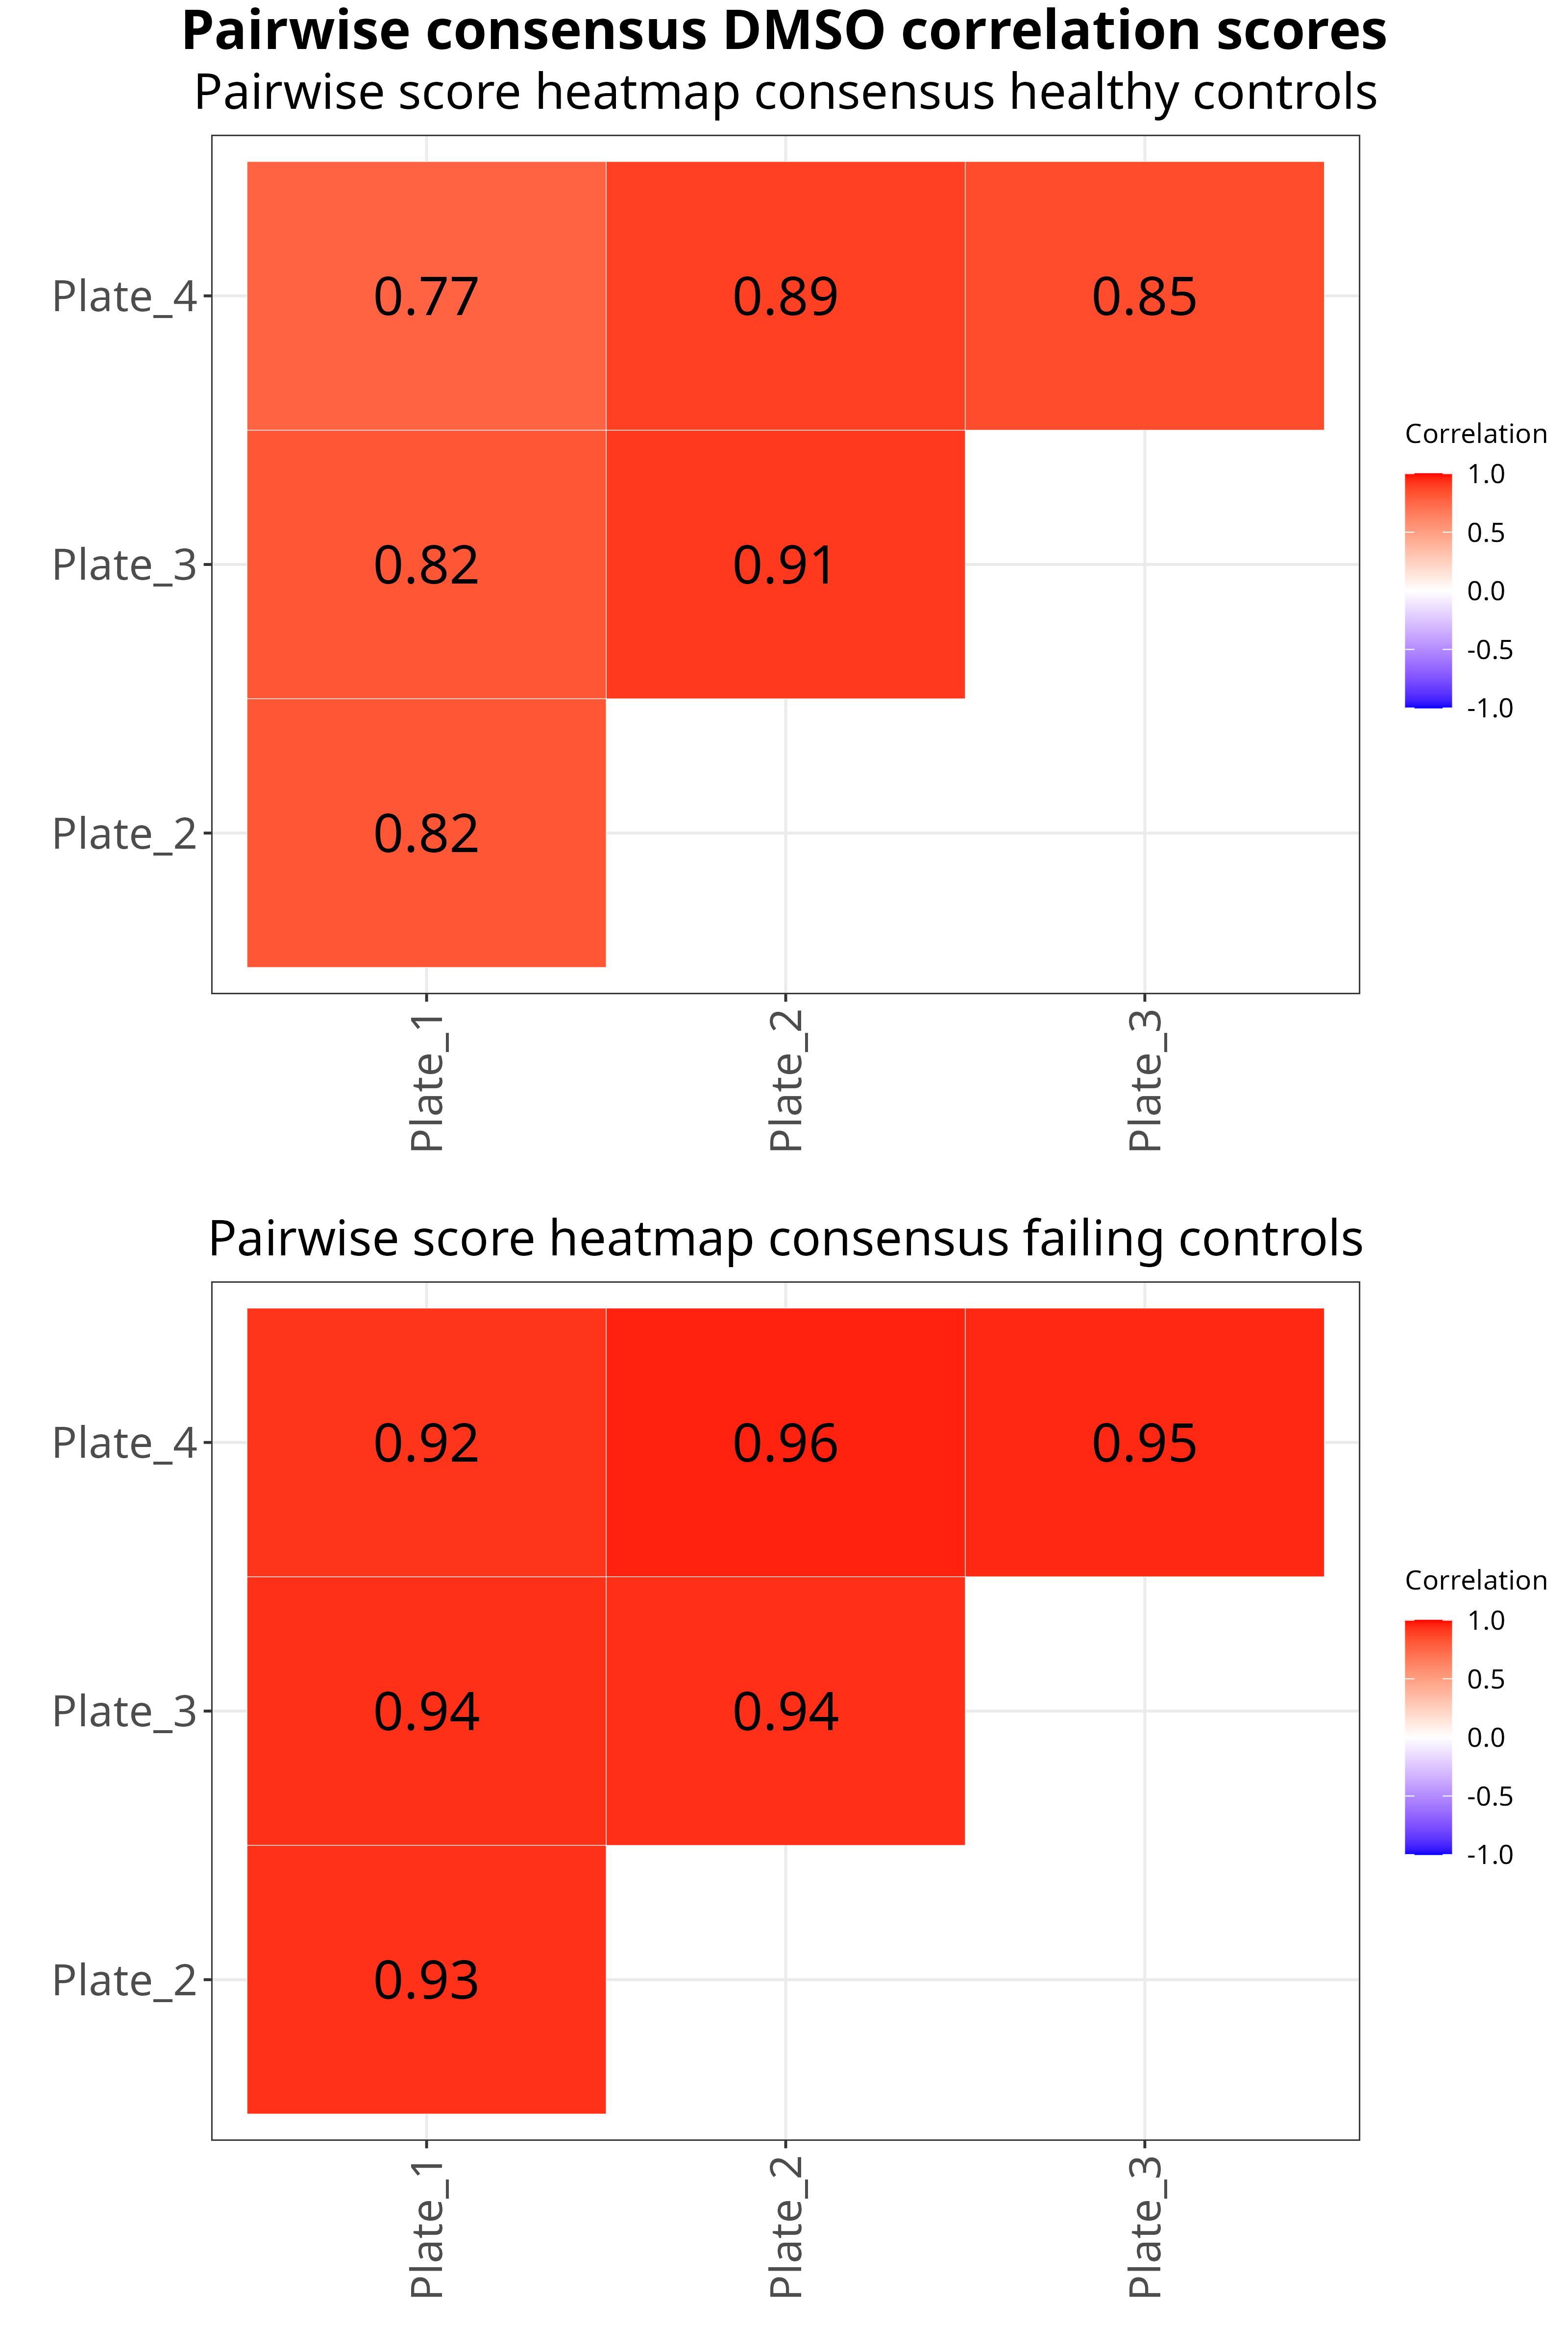 Pairwise consensus DMSO correlation scores
Pairwise score heatmap consensus healthy controls
Plate_4
0.77
0.89
0.85
Plate_3
0.82
0.91
Plate_2
0.82
Plate_1
Plate_2
Plate_3
Correlation
1.0
0.5
0.0
-0.5
-1.0
Pairwise score heatmap consensus failing controls
Plate_4
0.92
0.96
0.95
Plate_3
0.94
0.94
Plate_2
0.93
Plate_1
Plate_2
Plate_3
Correlation
1.0
0.5
0.0
-0.5
-1.0